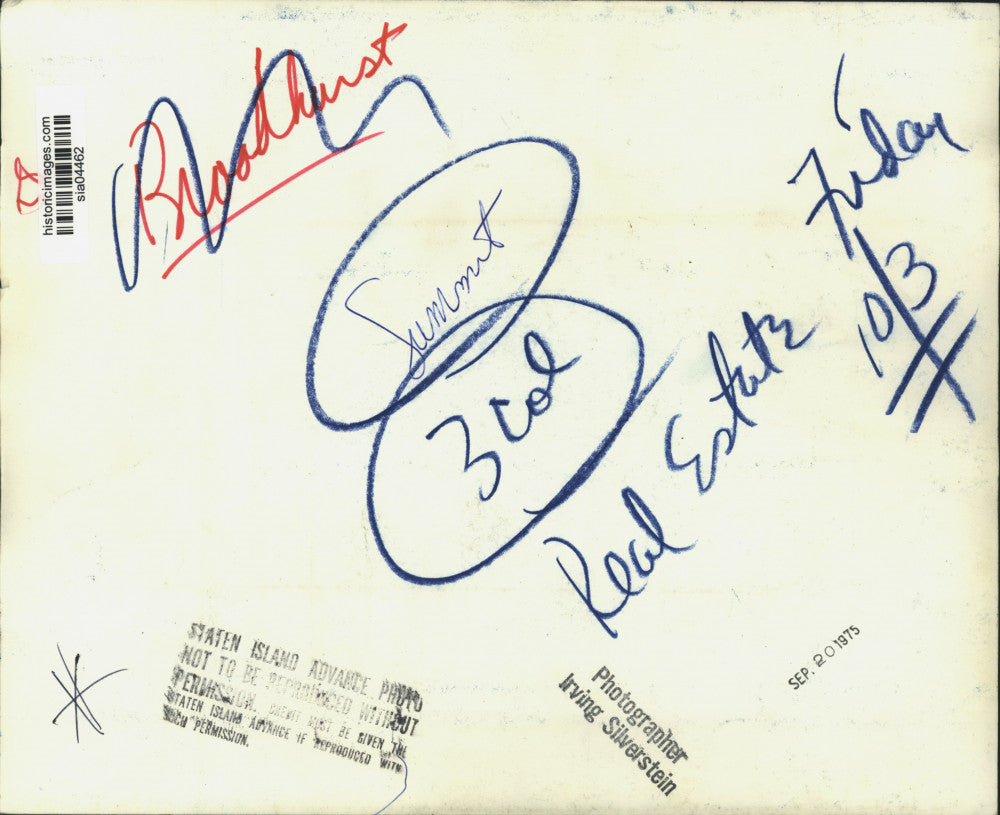 Broadhurst
historicimages.com
sia04462
Summit
3 col
Friday
10/3
Real Estate
STATEN ISLAND ADVANCE PHOTO
NOT TO BE REPRODUCED WITHOUT
PERMISSION. CREDIT MUST BE GIVEN THE
STATEN ISLAND ADVANCE IF REPRODUCED WITH
SUCH PERMISSION.
Photographer
Irving Silverstein
SEP. 20 1975